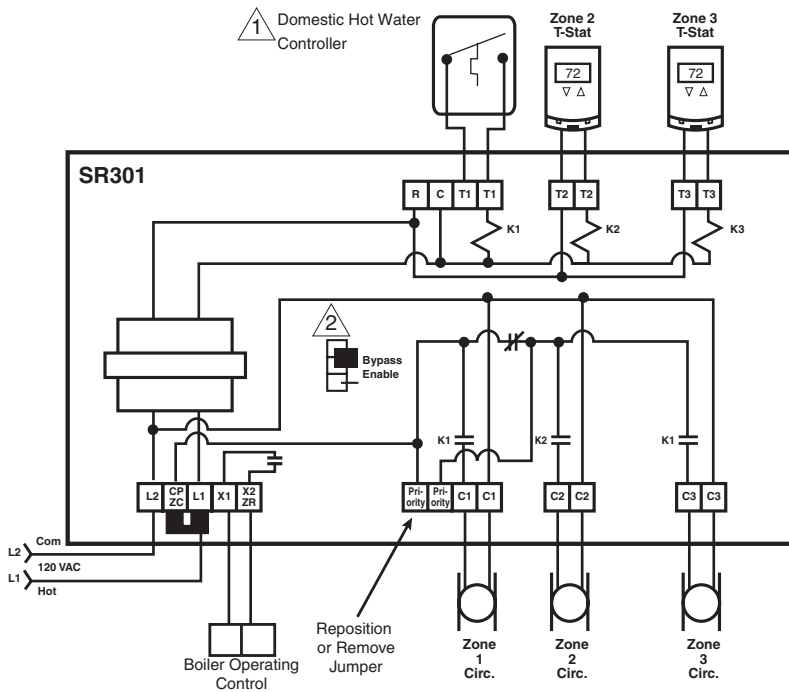 1 Domestic Hot Water
Controller
Zone 2
T-Stat
Zone 3
T-Stat
72
72
SR301
R C T1 T1 T2 T2 T3 T3
K1 K2 K3
2
Bypass
Enable
K1 K2 K1
L2 CP
ZC L1 X1 X2
ZR
Pri-
ority Pri-
ority C1 C1 C2 C2 C3 C3
L2 Com
120 VAC
L1 Hot
Boiler Operating
Control
Reposition
or Remove
Jumper
Zone
1
Circ.
Zone
2
Circ.
Zone
3
Circ.